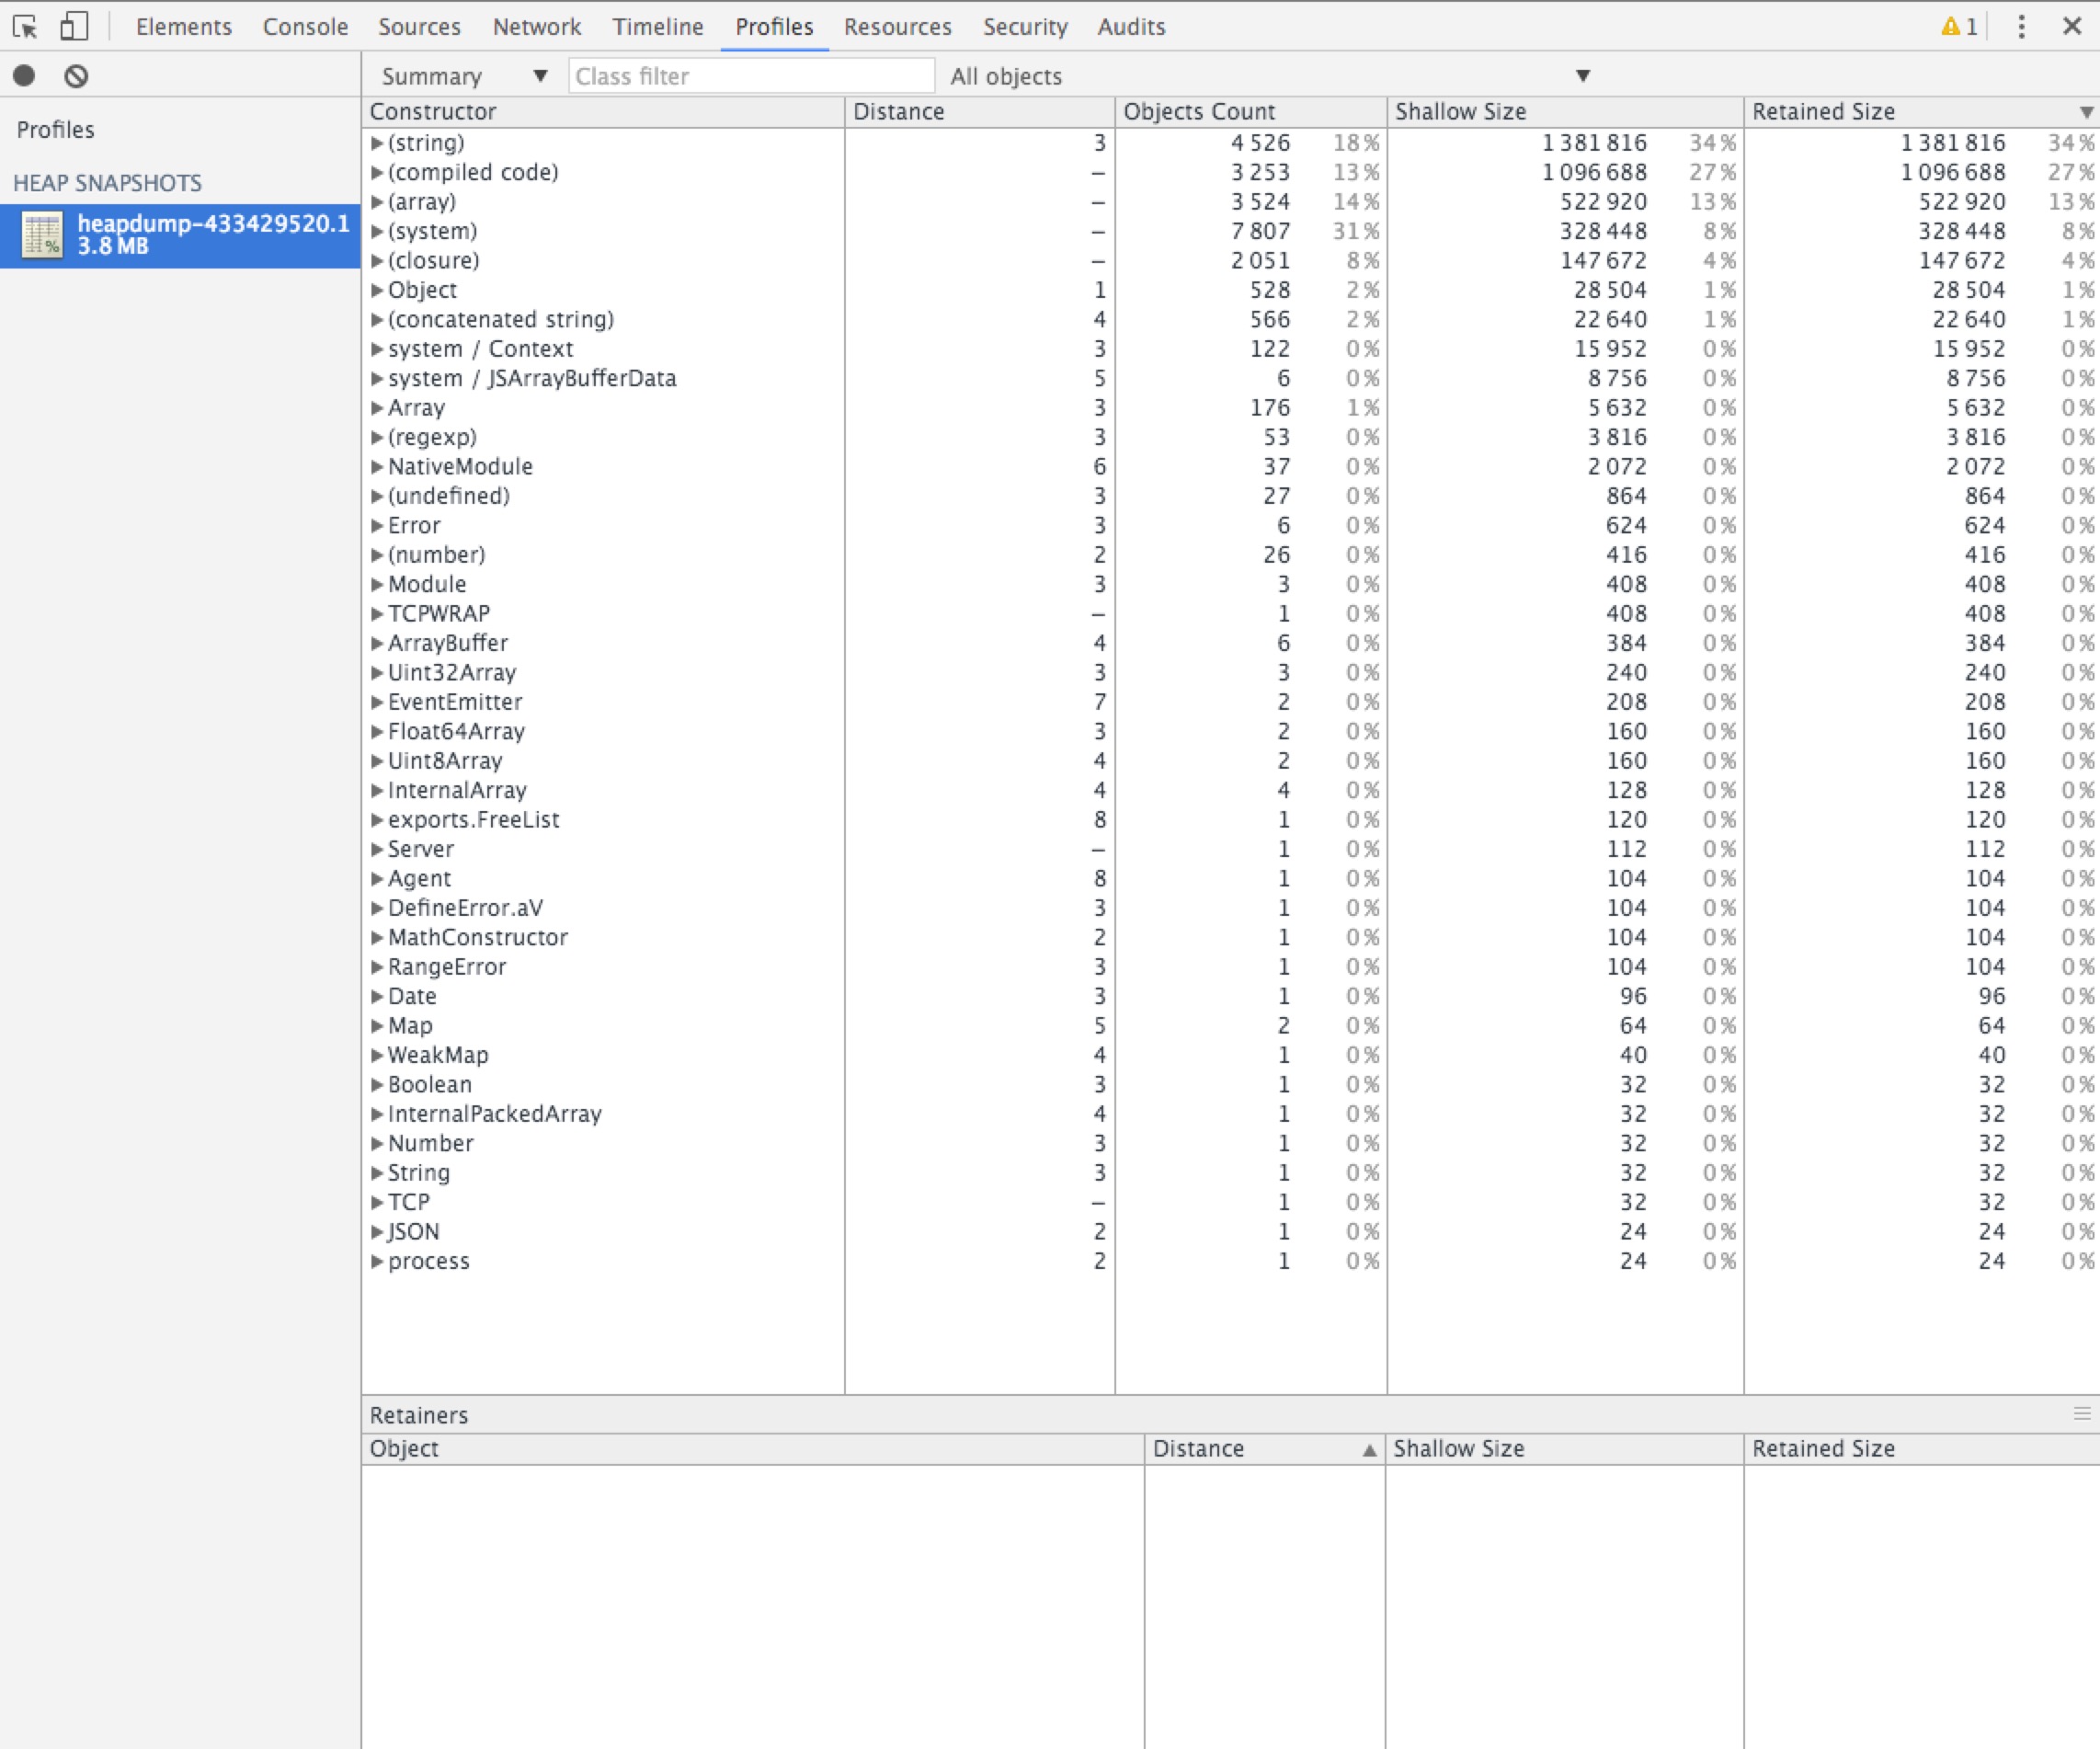 Elements Console Sources Network Timeline Profiles Resources Security Audits 1
Summary Class filter All objects
Profiles
HEAP SNAPSHOTS
heapdump-433429520.1
3.8 MB
%
Constructor Distance Objects Count Shallow Size Retained Size
(string) 3 4 526 18% 1 381 816 34% 1 381 816 34%
(compiled code) – 3 253 13% 1 096 688 27% 1 096 688 27%
(array) – 3 524 14% 522 920 13% 522 920 13%
(system) – 7 807 31% 328 448 8% 328 448 8%
(closure) – 2 051 8% 147 672 4% 147 672 4%
Object 1 528 2% 28 504 1% 28 504 1%
(concatenated string) 4 566 2% 22 640 1% 22 640 1%
system / Context 3 122 0% 15 952 0% 15 952 0%
system / JSArrayBufferData 5 6 0% 8 756 0% 8 756 0%
Array 3 176 1% 5 632 0% 5 632 0%
(regexp) 3 53 0% 3 816 0% 3 816 0%
NativeModule 6 37 0% 2 072 0% 2 072 0%
(undefined) 3 27 0% 864 0% 864 0%
Error 3 6 0% 624 0% 624 0%
(number) 2 26 0% 416 0% 416 0%
Module 3 3 0% 408 0% 408 0%
TCPWRAP – 1 0% 408 0% 408 0%
ArrayBuffer 4 6 0% 384 0% 384 0%
Uint32Array 3 3 0% 240 0% 240 0%
EventEmitter 7 2 0% 208 0% 208 0%
Float64Array 3 2 0% 160 0% 160 0%
Uint8Array 4 2 0% 160 0% 160 0%
InternalArray 4 4 0% 128 0% 128 0%
exports.FreeList 8 1 0% 120 0% 120 0%
Server – 1 0% 112 0% 112 0%
Agent 8 1 0% 104 0% 104 0%
DefineError.aV 3 1 0% 104 0% 104 0%
MathConstructor 2 1 0% 104 0% 104 0%
RangeError 3 1 0% 104 0% 104 0%
Date 3 1 0% 96 0% 96 0%
Map 5 2 0% 64 0% 64 0%
WeakMap 4 1 0% 40 0% 40 0%
Boolean 3 1 0% 32 0% 32 0%
InternalPackedArray 4 1 0% 32 0% 32 0%
Number 3 1 0% 32 0% 32 0%
String 3 1 0% 32 0% 32 0%
TCP – 1 0% 32 0% 32 0%
JSON 2 1 0% 24 0% 24 0%
process 2 1 0% 24 0% 24 0%
Retainers
Object Distance Shallow Size Retained Size